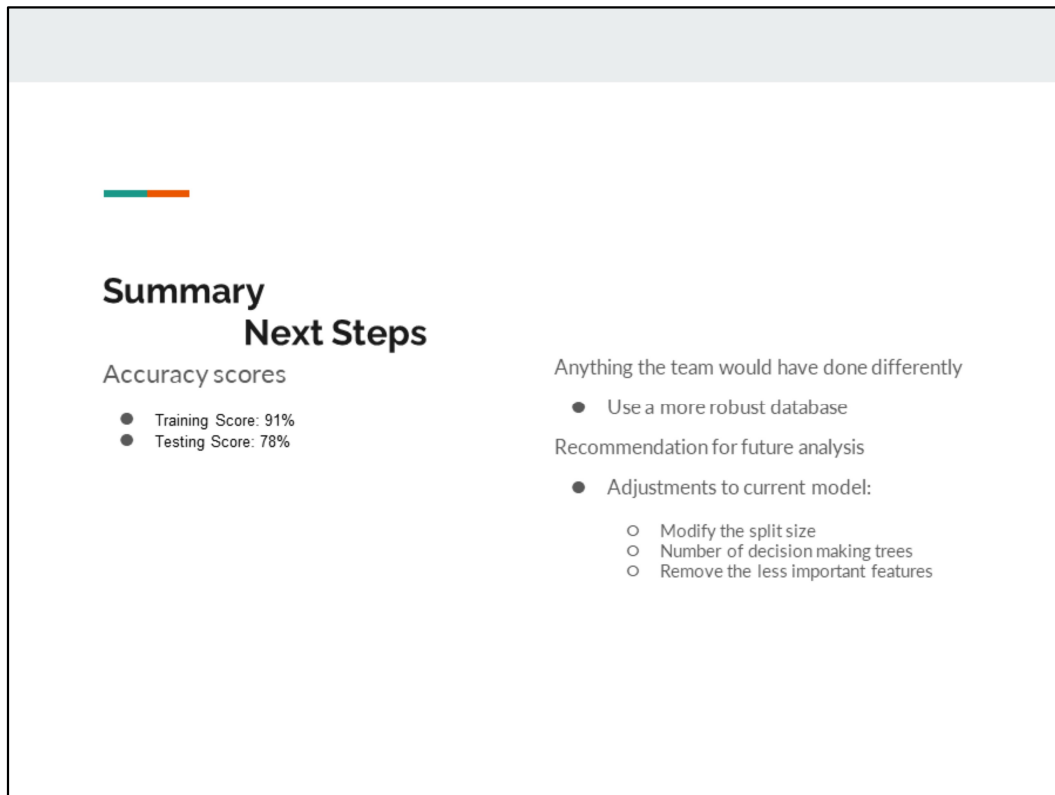 Summary
Next Steps
Accuracy scores
● Training Score: 91%
● Testing Score: 78%
Anything the team would have done differently
● Use a more robust database
Recommendation for future analysis
● Adjustments to current model:
○ Modify the split size
○ Number of decision making trees
○ Remove the less important features